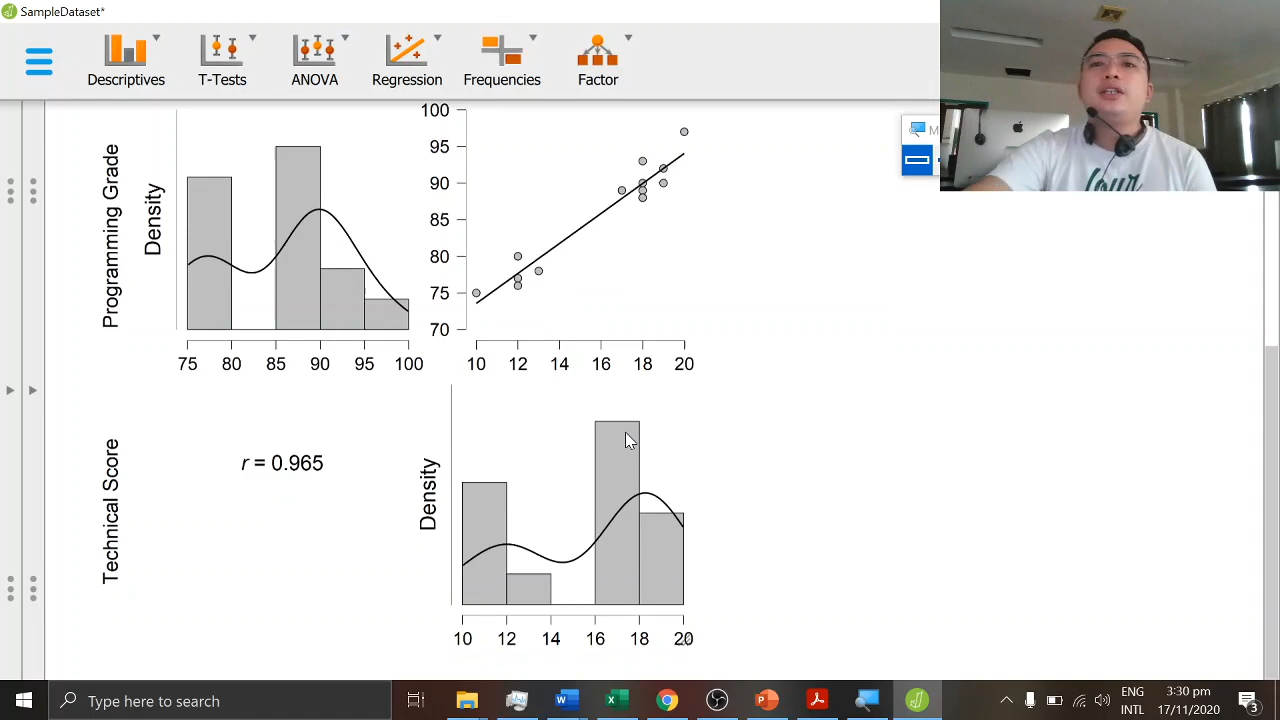 SampleDataset*
Descriptives
T-Tests
ANOVA
Regression
Frequencies
Factor
M
Programming Grade
Density
75 80 85 90 95 100
100
95
90
85
80
75
70
10 12 14 16 18 20
Technical Score
r = 0.965
Density
10 12 14 16 18 20
Type here to search
ENG
INTL
3:30 pm
17/11/2020
3